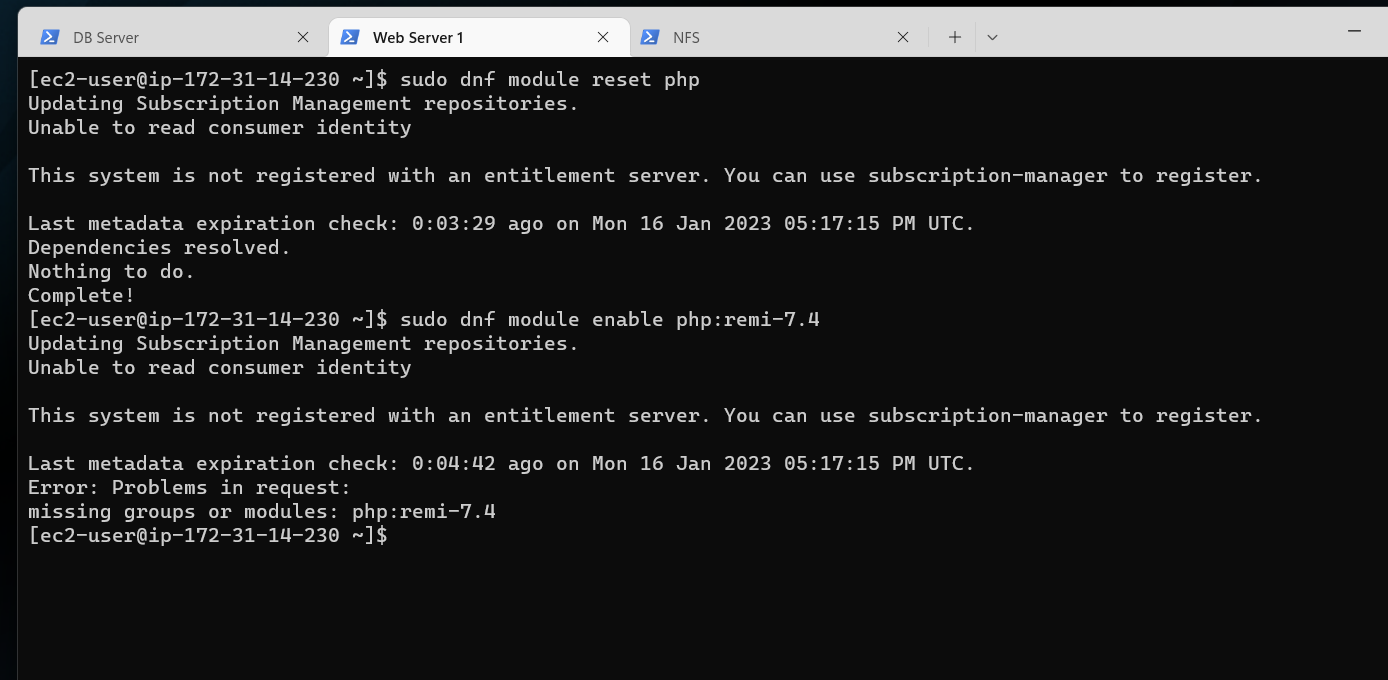 DB Server
Web Server 1
NFS
[ec2-user@ip-172-31-14-230 ~]$ sudo dnf module reset php
Updating Subscription Management repositories.
Unable to read consumer identity
This system is not registered with an entitlement server. You can use subscription-manager to register.
Last metadata expiration check: 0:03:29 ago on Mon 16 Jan 2023 05:17:15 PM UTC.
Dependencies resolved.
Nothing to do.
Complete!
[ec2-user@ip-172-31-14-230 ~]$ sudo dnf module enable php:remi-7.4
Updating Subscription Management repositories.
Unable to read consumer identity
This system is not registered with an entitlement server. You can use subscription-manager to register.
Last metadata expiration check: 0:04:42 ago on Mon 16 Jan 2023 05:17:15 PM UTC.
Error: Problems in request:
missing groups or modules: php:remi-7.4
[ec2-user@ip-172-31-14-230 ~]$